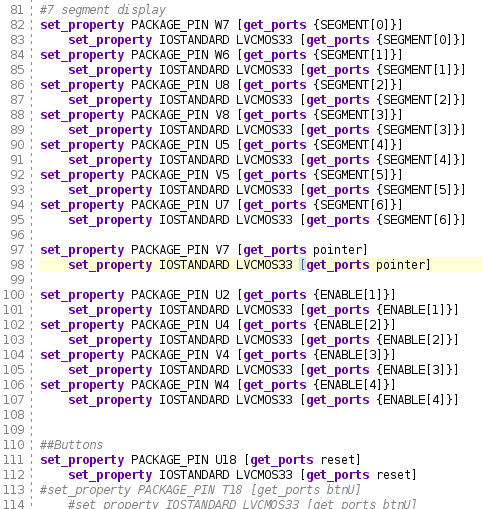 81 #7 segment display
82 set_property PACKAGE_PIN W7 [get_ports {SEGMENT[0]}]
83 set_property IOSTANDARD LVCMOS33 [get_ports {SEGMENT[0]}]
84 set_property PACKAGE_PIN W6 [get_ports {SEGMENT[1]}]
85 set_property IOSTANDARD LVCMOS33 [get_ports {SEGMENT[1]}]
86 set_property PACKAGE_PIN U8 [get_ports {SEGMENT[2]}]
87 set_property IOSTANDARD LVCMOS33 [get_ports {SEGMENT[2]}]
88 set_property PACKAGE_PIN V8 [get_ports {SEGMENT[3]}]
89 set_property IOSTANDARD LVCMOS33 [get_ports {SEGMENT[3]}]
90 set_property PACKAGE_PIN U5 [get_ports {SEGMENT[4]}]
91 set_property IOSTANDARD LVCMOS33 [get_ports {SEGMENT[4]}]
92 set_property PACKAGE_PIN V5 [get_ports {SEGMENT[5]}]
93 set_property IOSTANDARD LVCMOS33 [get_ports {SEGMENT[5]}]
94 set_property PACKAGE_PIN U7 [get_ports {SEGMENT[6]}]
95 set_property IOSTANDARD LVCMOS33 [get_ports {SEGMENT[6]}]
96
97 set_property PACKAGE_PIN V7 [get_ports pointer]
98 set_property IOSTANDARD LVCMOS33 [get_ports pointer]
99
100 set_property PACKAGE_PIN U2 [get_ports {ENABLE[1]}]
101 set_property IOSTANDARD LVCMOS33 [get_ports {ENABLE[1]}]
102 set_property PACKAGE_PIN U4 [get_ports {ENABLE[2]}]
103 set_property IOSTANDARD LVCMOS33 [get_ports {ENABLE[2]}]
104 set_property PACKAGE_PIN V4 [get_ports {ENABLE[3]}]
105 set_property IOSTANDARD LVCMOS33 [get_ports {ENABLE[3]}]
106 set_property PACKAGE_PIN W4 [get_ports {ENABLE[4]}]
107 set_property IOSTANDARD LVCMOS33 [get_ports {ENABLE[4]}]
108
109
110 ##Buttons
111 set_property PACKAGE_PIN U18 [get_ports reset]
112 set_property IOSTANDARD LVCMOS33 [get_ports reset]
113 #set_property PACKAGE_PIN T18 [get_ports btnU]
114 #set_property IOSTANDARD LVCMOS33 [get_ports btnU]